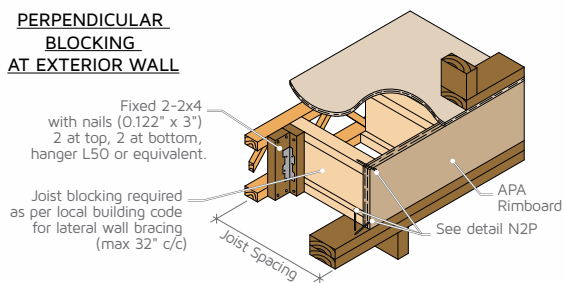 PERPENDICULAR
BLOCKING
AT EXTERIOR WALL
Fixed 2-2x4
with nails (0.122" x 3")
2 at top, 2 at bottom,
hanger L50 or equivalent.
Joist blocking required
as per local building code
for lateral wall bracing
(max 32" c/c)
Joist Spacing
APA
Rimboard
See detail N2P